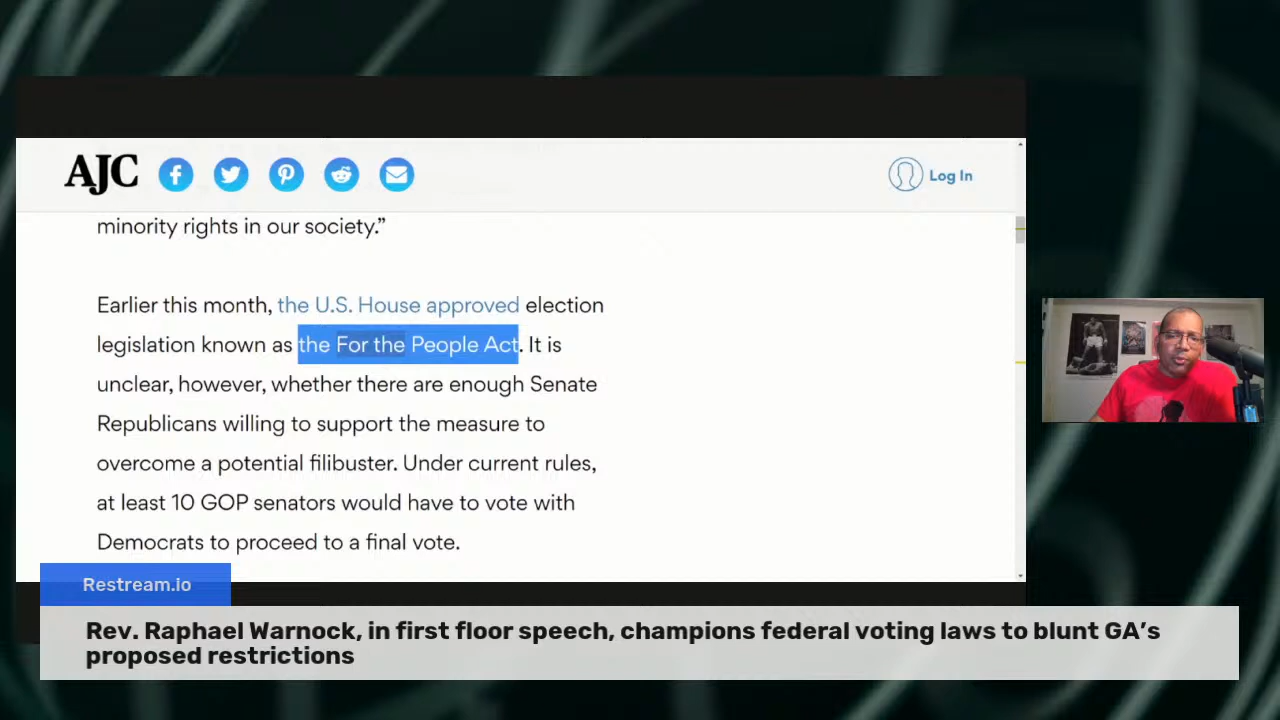 AJC
Log In
minority rights in our society.”
Earlier this month, the U.S. House approved election
legislation known as the For the People Act. It is
unclear, however, whether there are enough Senate
Republicans willing to support the measure to
overcome a potential filibuster. Under current rules,
at least 10 GOP senators would have to vote with
Democrats to proceed to a final vote.
Restream.io
Rev. Raphael Warnock, in first floor speech, champions federal voting laws to blunt GA’s
proposed restrictions